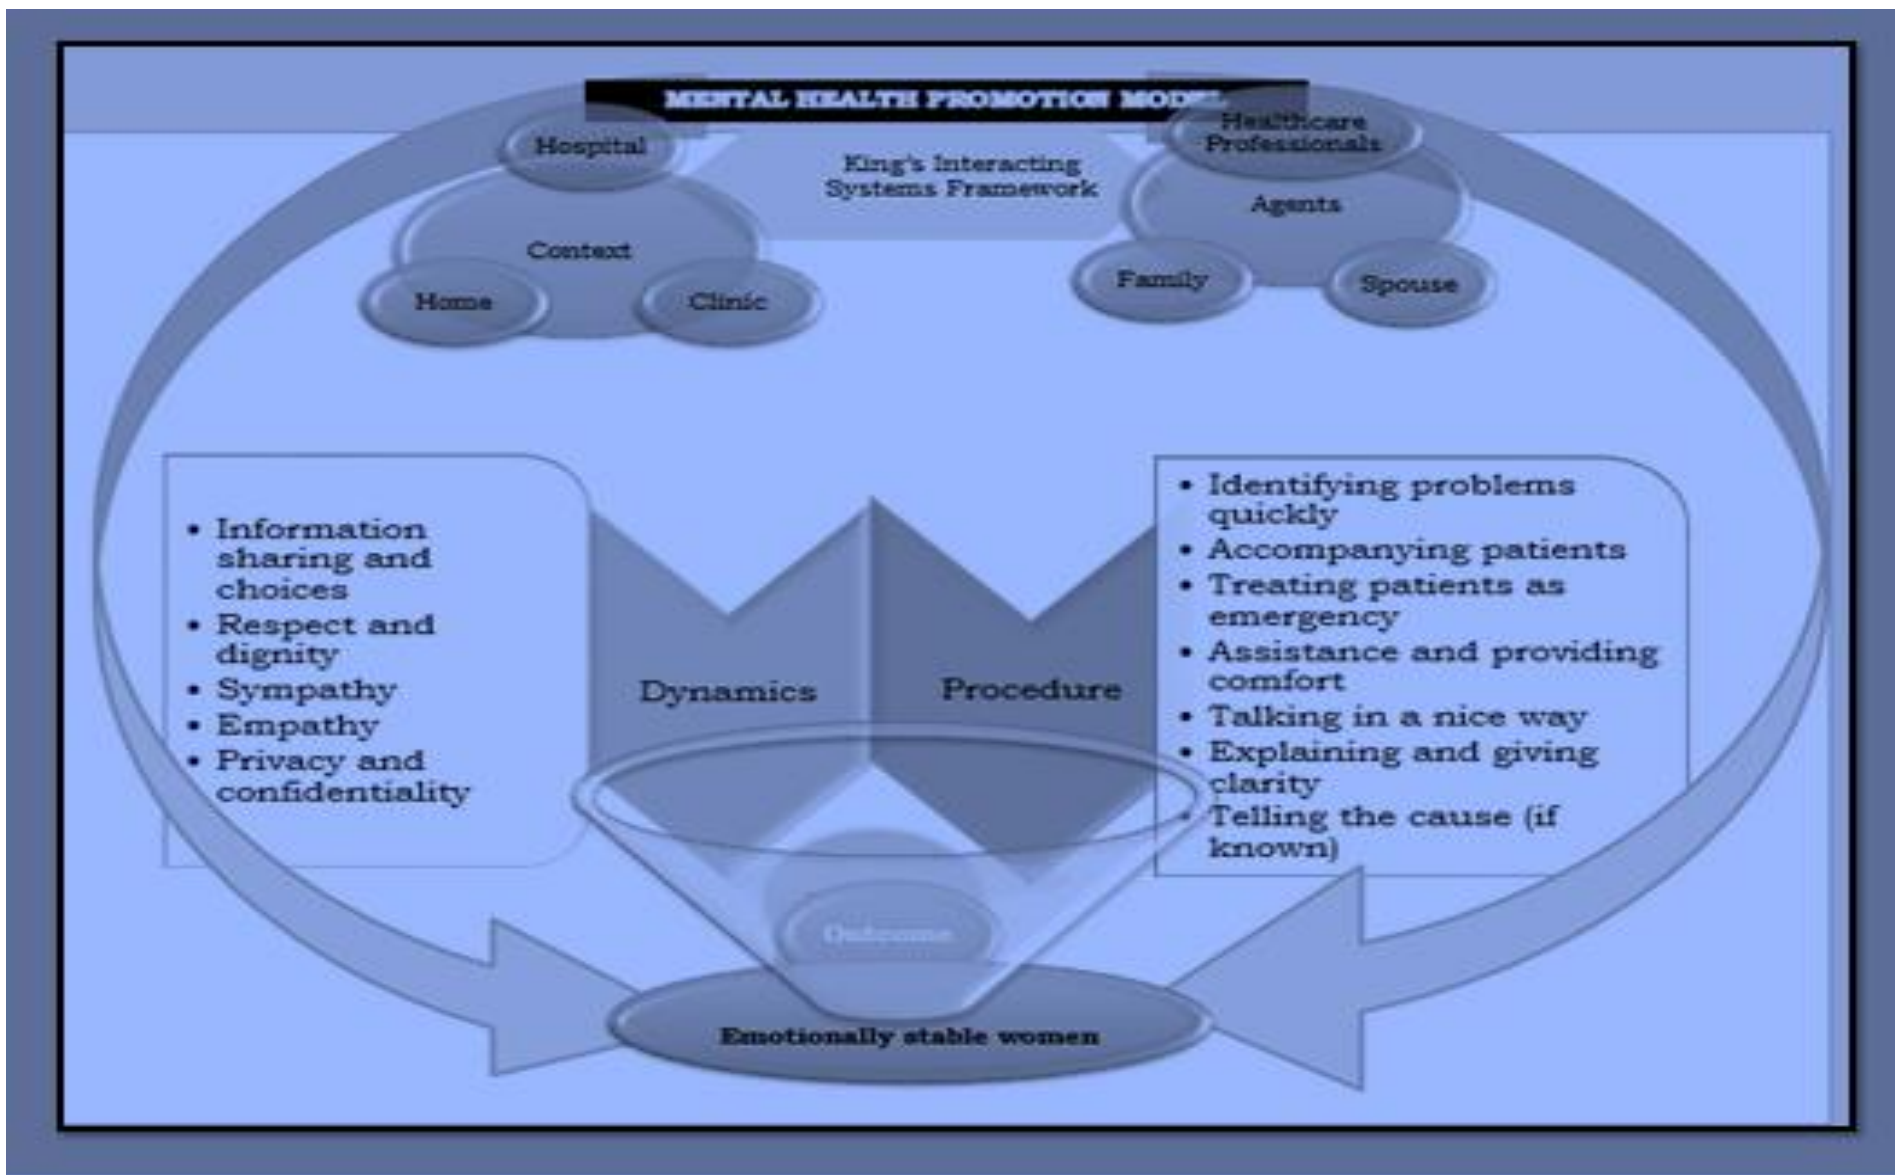 MENTAL HEALTH PROMOTION MODEL
Hospital
Context
Home
Clinic
King's Interacting
Systems Framework
Healthcare
Professionals
Agents
Family
Spouse
• Information
sharing and
choices
• Respect and
dignity
• Sympathy
• Empathy
• Privacy and
confidentiality
Dynamics
Procedure
• Identifying problems
quickly
• Accompanying patients
• Treating patients as
emergency
• Assistance and providing
comfort
• Talking in a nice way
• Explaining and giving
clarity
• Telling the cause (if
known)
Outcome
Emotionally stable women